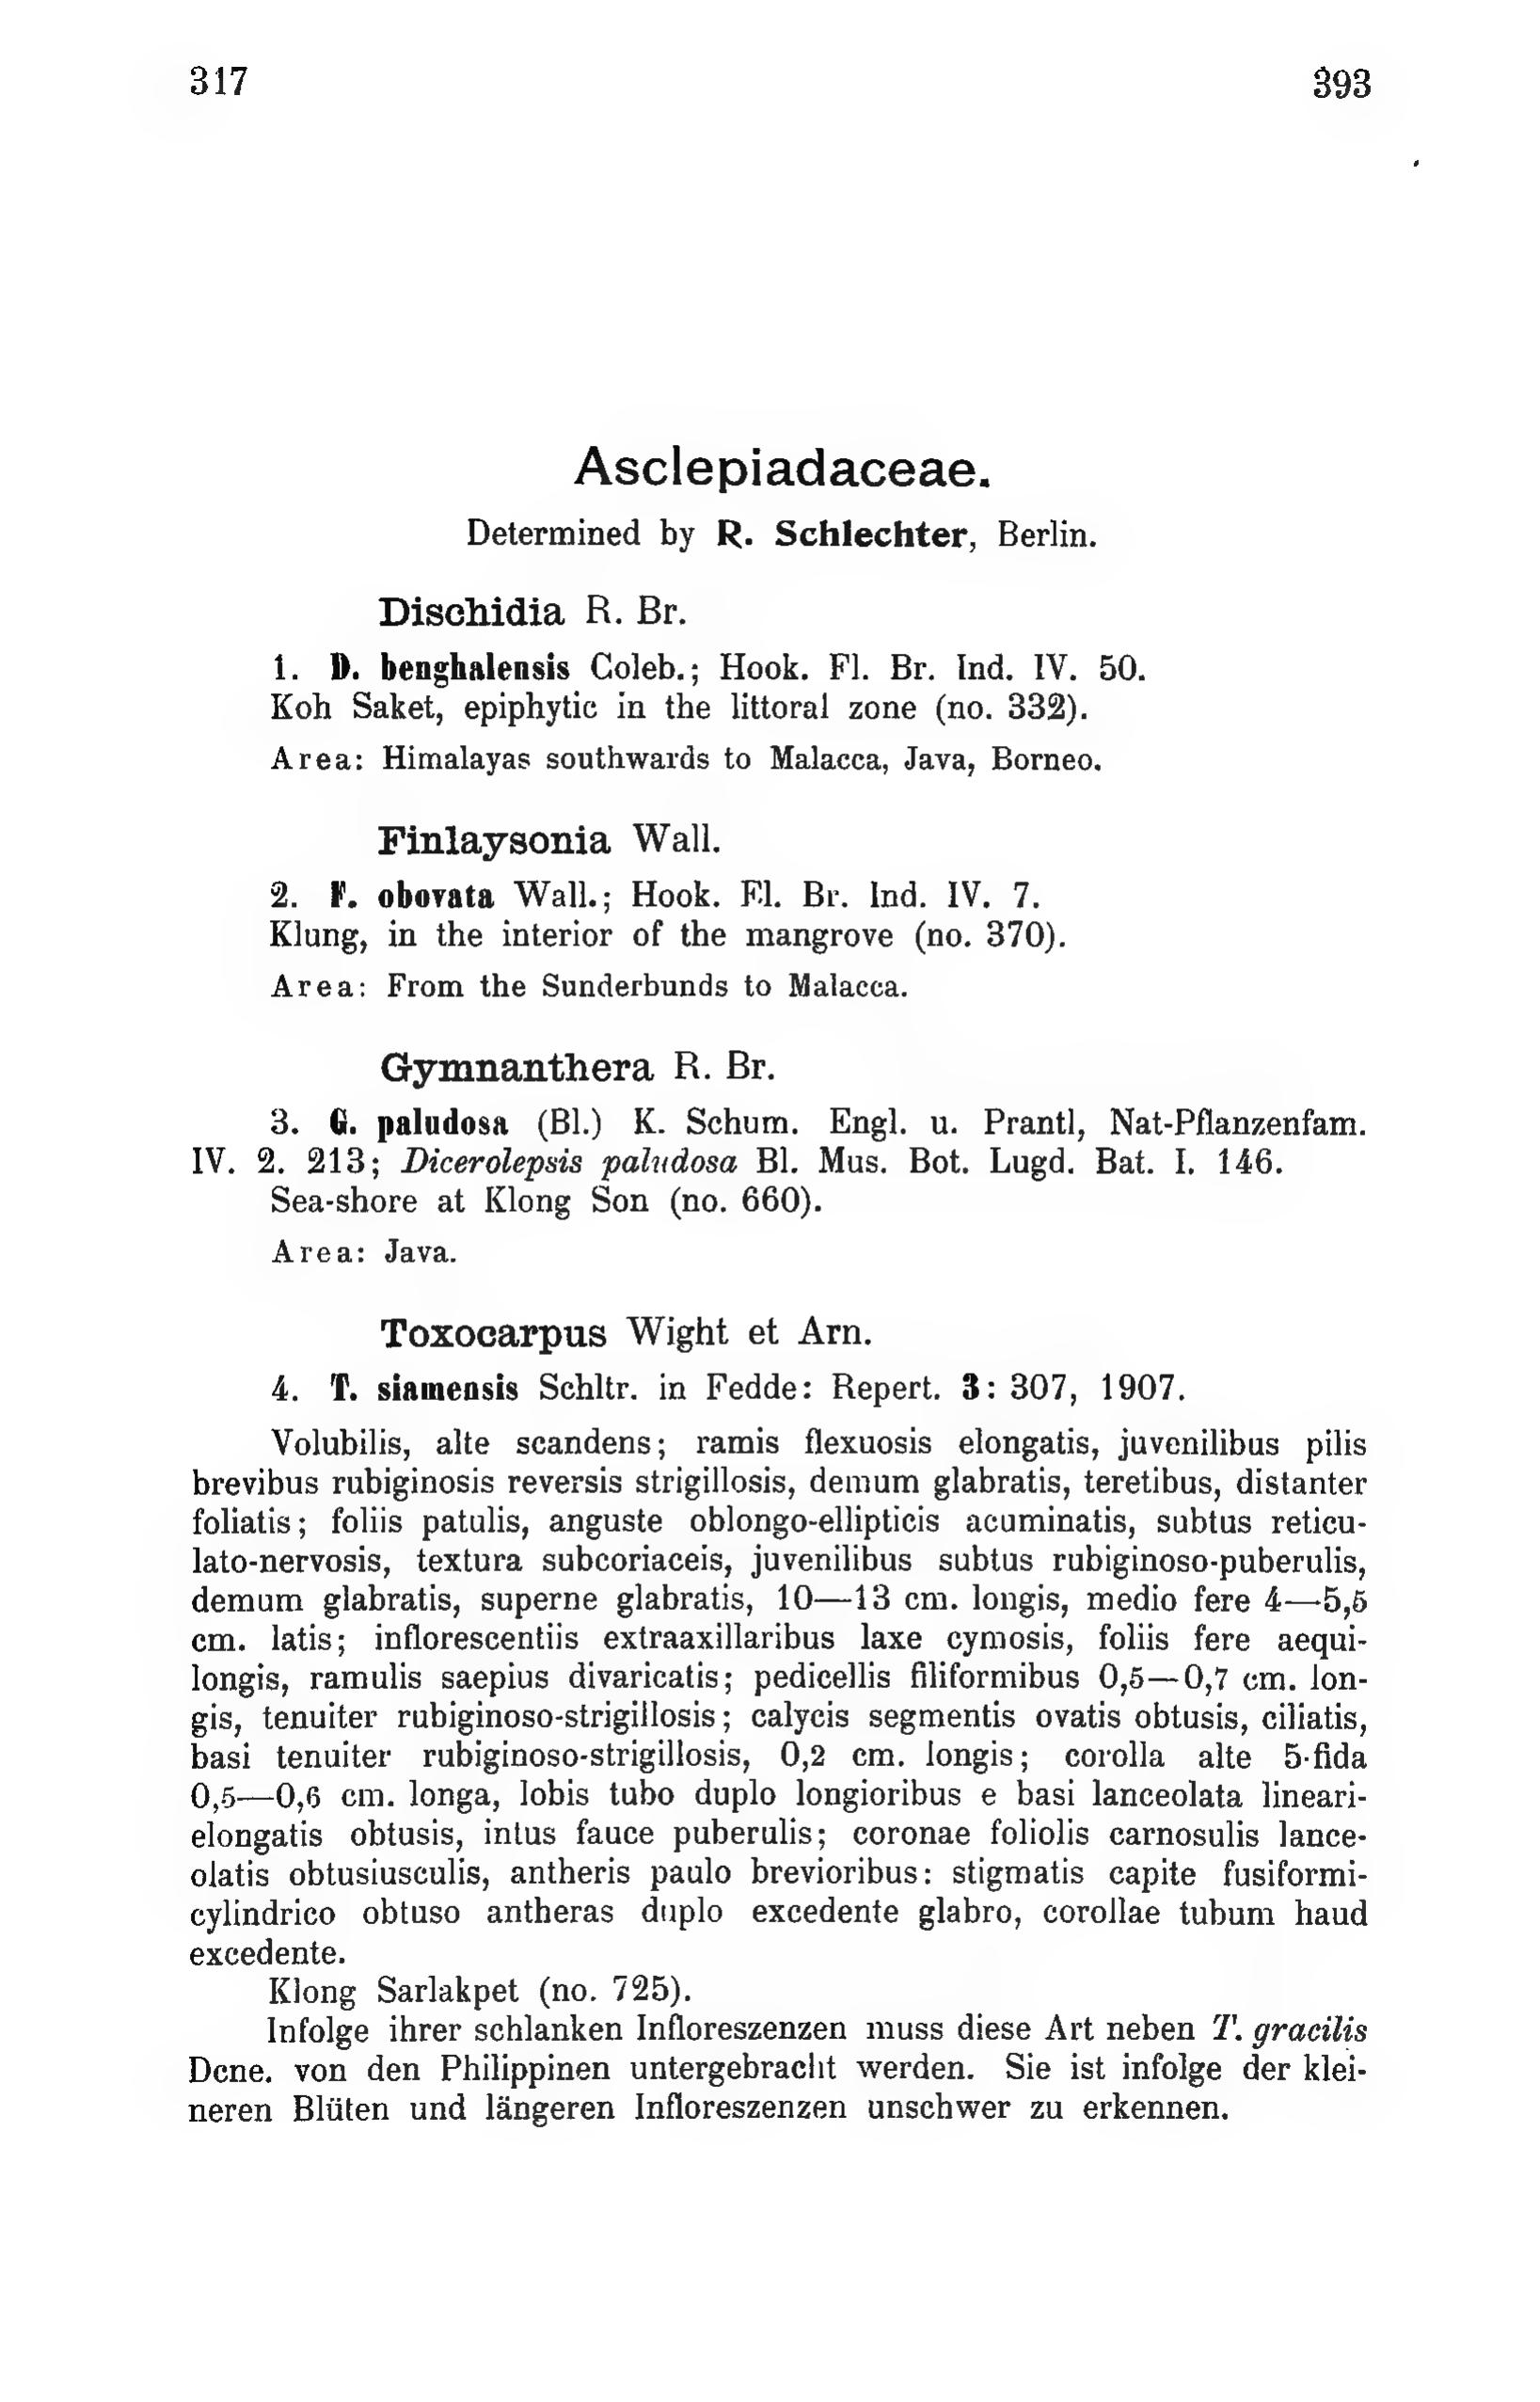 317 393
Asclepiadaceae.
Determined by R. Schlechter, Berlin.
Dischidia R. Br.
1. D. benghalensis Coleb.; Hook. Fl. Br. Ind. IV. 50.
Koh Saket, epiphytic in the littoral zone (no. 332).
Area: Himalayas southwards to Malacca, Java, Borneo.
Finlaysonia Wall.
2. F. obovata Wall.; Hook. Fl. Br. Ind. IV. 7.
Klung, in the interior of the mangrove (no. 370).
Area: From the Sunderbunds to Malacca.
Gymnanthera R. Br.
3. G. paludosa (Bl.) K. Schum. Engl. u. Prantl, Nat-Pflanzenfam.
IV. 2. 213; Dicerolepsis paludosa Bl. Mus. Bot. Lugd. Bat. I. 146.
Sea-shore at Klong Son (no. 660).
Area: Java.
Toxocarpus Wight et Arn.
4. T. siamensis Schltr. in Fedde: Repert. 3: 307, 1907.
Volubilis, alte scandens; ramis flexuosis elongatis, juvenilibus pilis
brevibus rubiginosis reversis strigillosis, demum glabratis, teretibus, distanter
foliatis; foliis patulis, anguste oblongo-ellipticis acuminatis, subtus reticu-
lato-nervosis, textura subcoriaceis, juvenilibus subtus rubiginoso-puberulis,
demum glabratis, superne glabratis, 10—13 cm. longis, medio fere 4—5,5
cm. latis; inflorescentiis extraaxillaribus laxe cymosis, foliis fere aequi-
longis, ramulis saepius divaricatis; pedicellis filiformibus 0,5—0,7 cm. lon-
gis, tenuiter rubiginoso-strigillosis; calycis segmentis ovatis obtusis, ciliatis,
basi tenuiter rubiginoso-strigillosis, 0,2 cm. longis; corolla alte 5-fida
0,5—0,6 cm. longa, lobis tubo duplo longioribus e basi lanceolata lineari-
elongatis obtusis, intus fauce puberulis; coronae foliolis carnosulis lance-
olatis obtusiusculis, antheris paulo brevioribus: stigmatis capite fusiformi-
cylindrico obtuso antheras duplo excedente glabro, corollae tubum haud
excedente.
Klong Sarlakpet (no. 725).
Infolge ihrer schlanken Infloreszenzen muss diese Art neben T. gracilis
Dcne. von den Philippinen untergebracht werden. Sie ist infolge der klei-
neren Blüten und längeren Infloreszenzen unschwer zu erkennen.